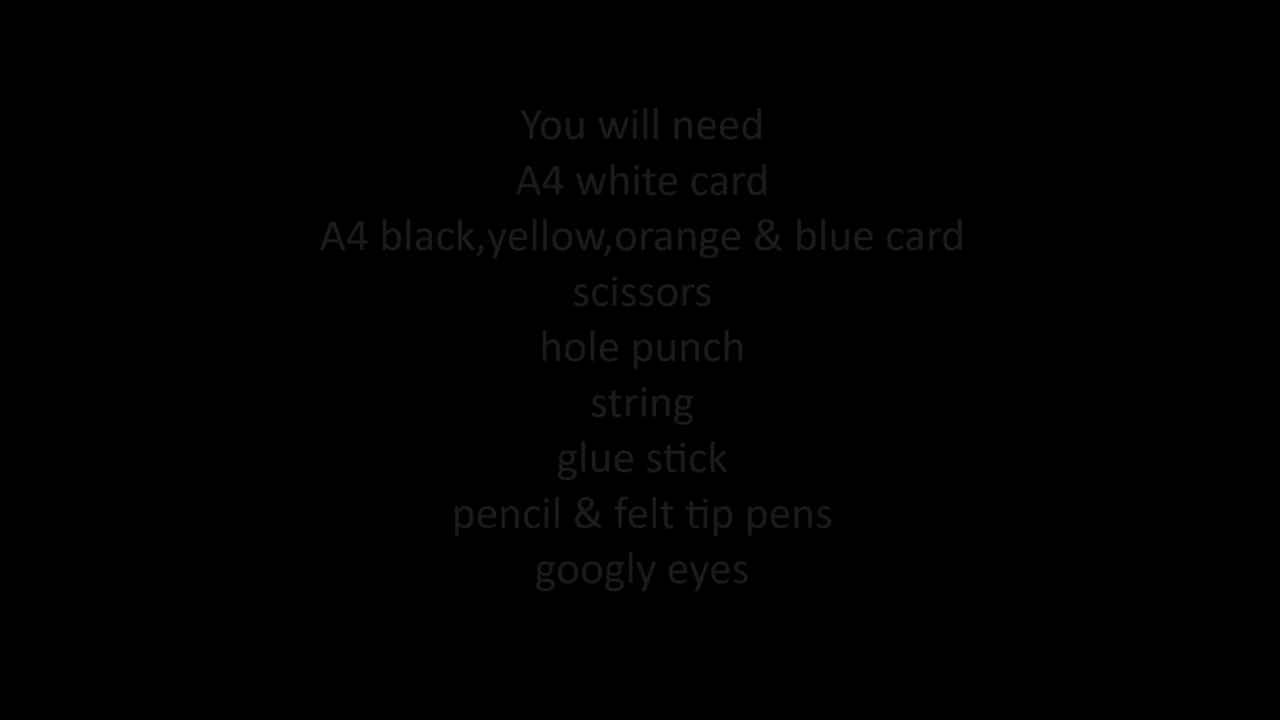 You will need
A4 white card
A4 black,yellow,orange & blue card
scissors
hole punch
string
glue stick
pencil & felt tip pens
googly eyes